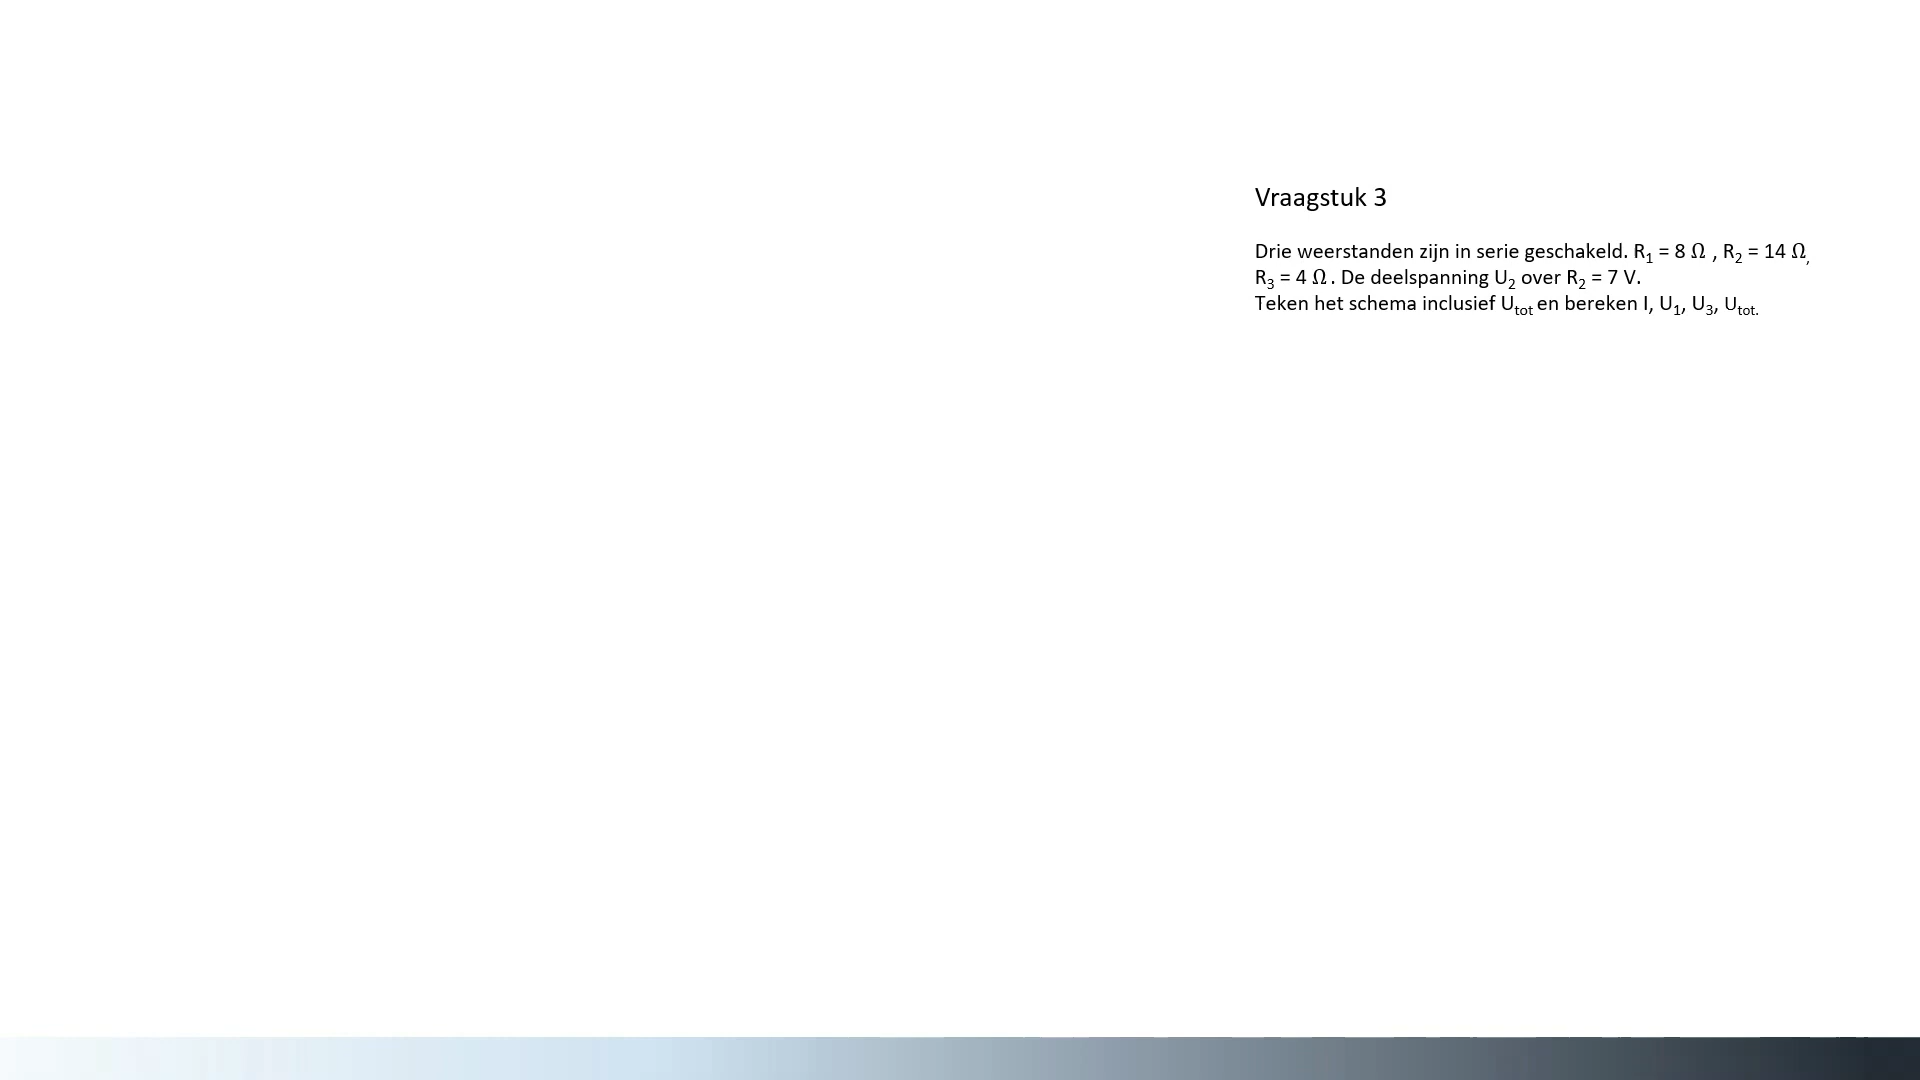 Vraagstuk 3
Drie weerstanden zijn in serie geschakeld. R₁ = 8 Ω , R₂ = 14 Ω,
R₃ = 4 Ω . De deelspanning U₂ over R₂ = 7 V.
Teken het schema inclusief Utot en bereken I, U₁, U₃, Utot.